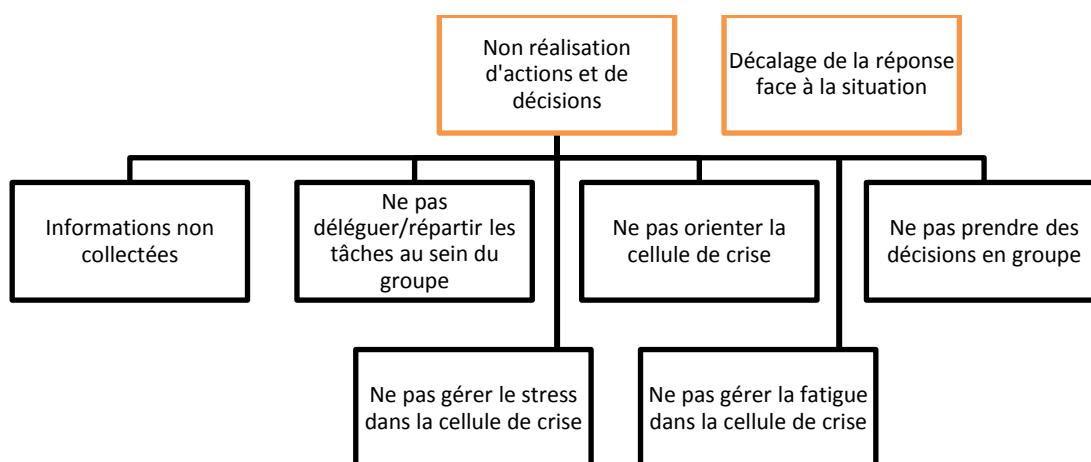 Non réalisation
d'actions et de
décisions
Décalage de la réponse
face à la situation
Informations non
collectées
Ne pas
déléguer/répartir les
tâches au sein du
groupe
Ne pas orienter la
cellule de crise
Ne pas prendre des
décisions en groupe
Ne pas gérer le stress
dans la cellule de crise
Ne pas gérer la fatigue
dans la cellule de crise